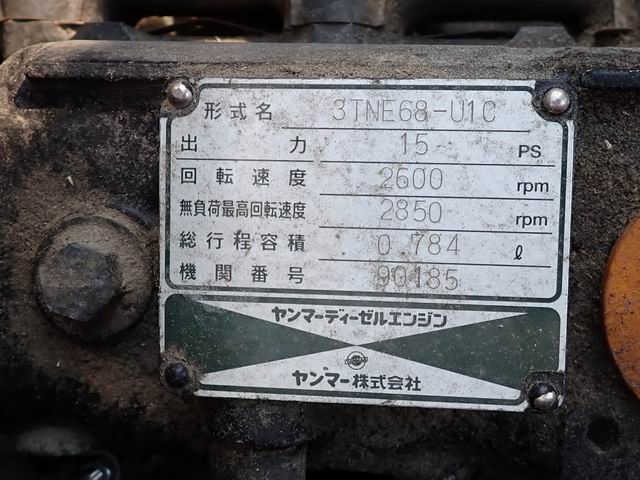 形式名 3TNE68-U1C
出力 15 PS
回転速度 2600 rpm
無負荷最高回転速度 2850 rpm
総行程容積 0.784 ℓ
機関番号 90185
ヤンマーディーゼルエンジン
ヤンマー株式会社